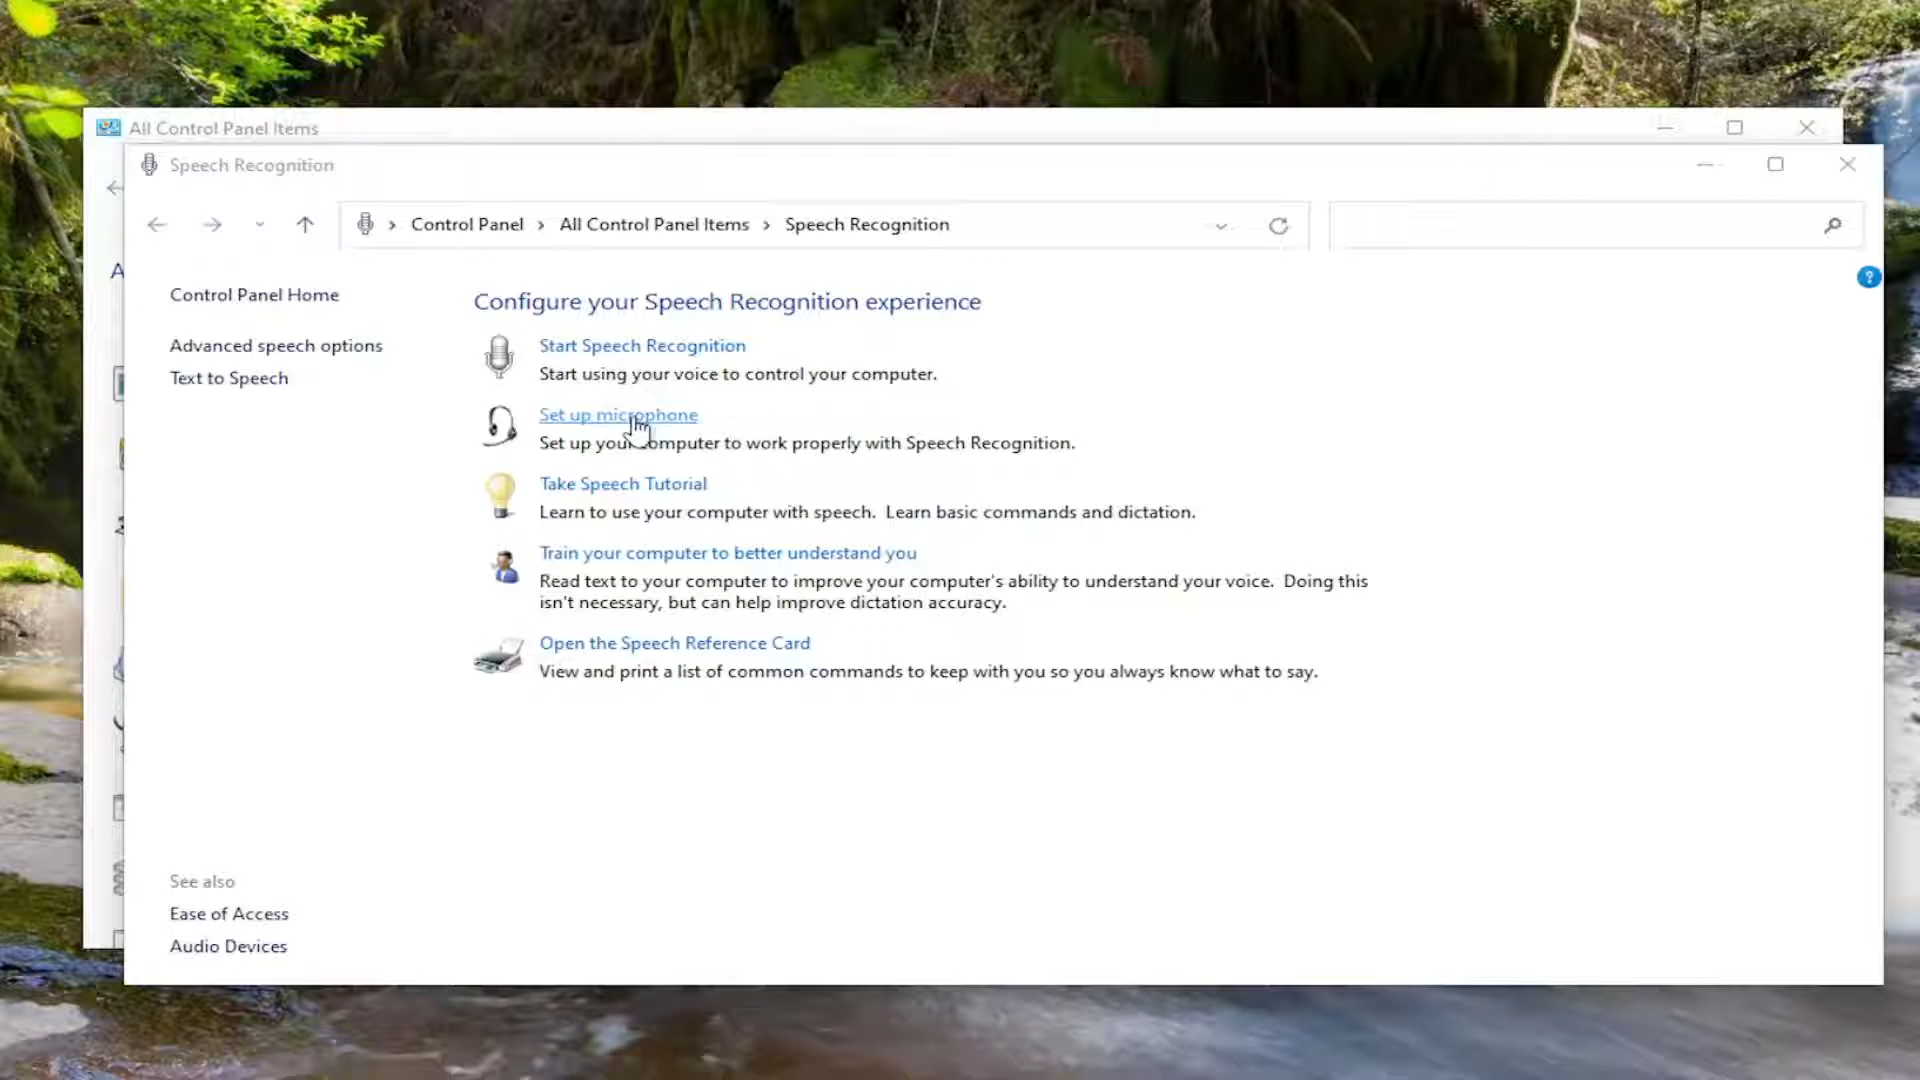 All Control Panel Items
Speech Recognition
Control Panel > All Control Panel Items > Speech Recognition
A
Control Panel Home
Advanced speech options
Text to Speech
Configure your Speech Recognition experience
Start Speech Recognition
Start using your voice to control your computer.
Set up microphone
Set up your computer to work properly with Speech Recognition.
Take Speech Tutorial
Learn to use your computer with speech. Learn basic commands and dictation.
Train your computer to better understand you
Read text to your computer to improve your computer's ability to understand your voice. Doing this
isn't necessary, but can help improve dictation accuracy.
Open the Speech Reference Card
View and print a list of common commands to keep with you so you always know what to say.
See also
Ease of Access
Audio Devices